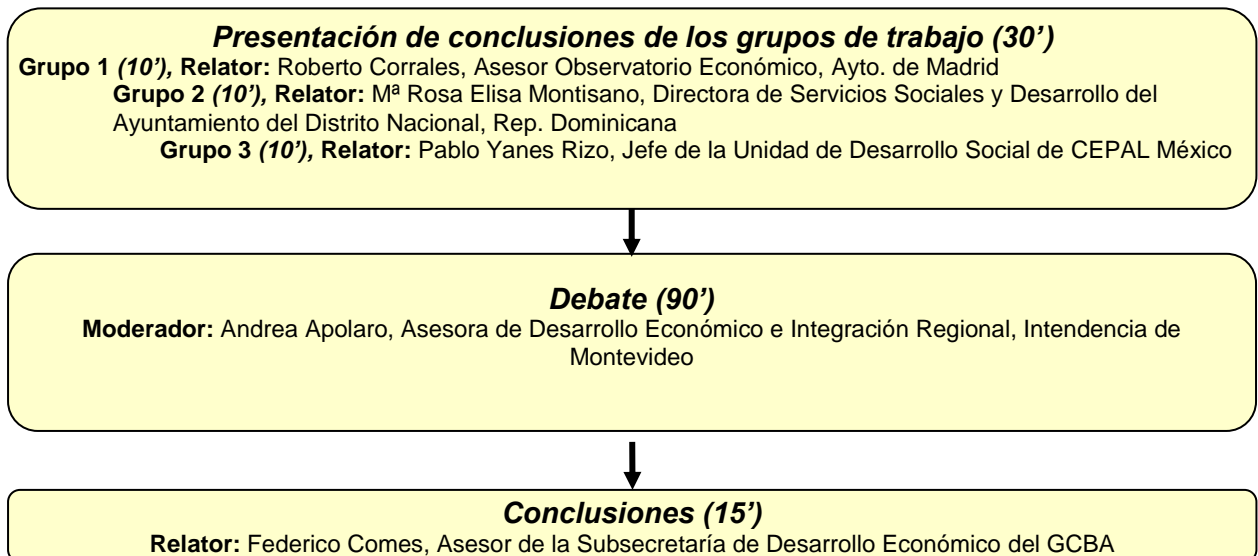 Presentación de conclusiones de los grupos de trabajo (30’)
Grupo 1 (10’), Relator: Roberto Corrales, Asesor Observatorio Económico, Ayto. de Madrid
Grupo 2 (10’), Relator: Mª Rosa Elisa Montisano, Directora de Servicios Sociales y Desarrollo del
Ayuntamiento del Distrito Nacional, Rep. Dominicana
Grupo 3 (10’), Relator: Pablo Yanes Rizo, Jefe de la Unidad de Desarrollo Social de CEPAL México
Debate (90’)
Moderador: Andrea Apolaro, Asesora de Desarrollo Económico e Integración Regional, Intendencia de
Montevideo
Conclusiones (15’)
Relator: Federico Comes, Asesor de la Subsecretaría de Desarrollo Económico del GCBA